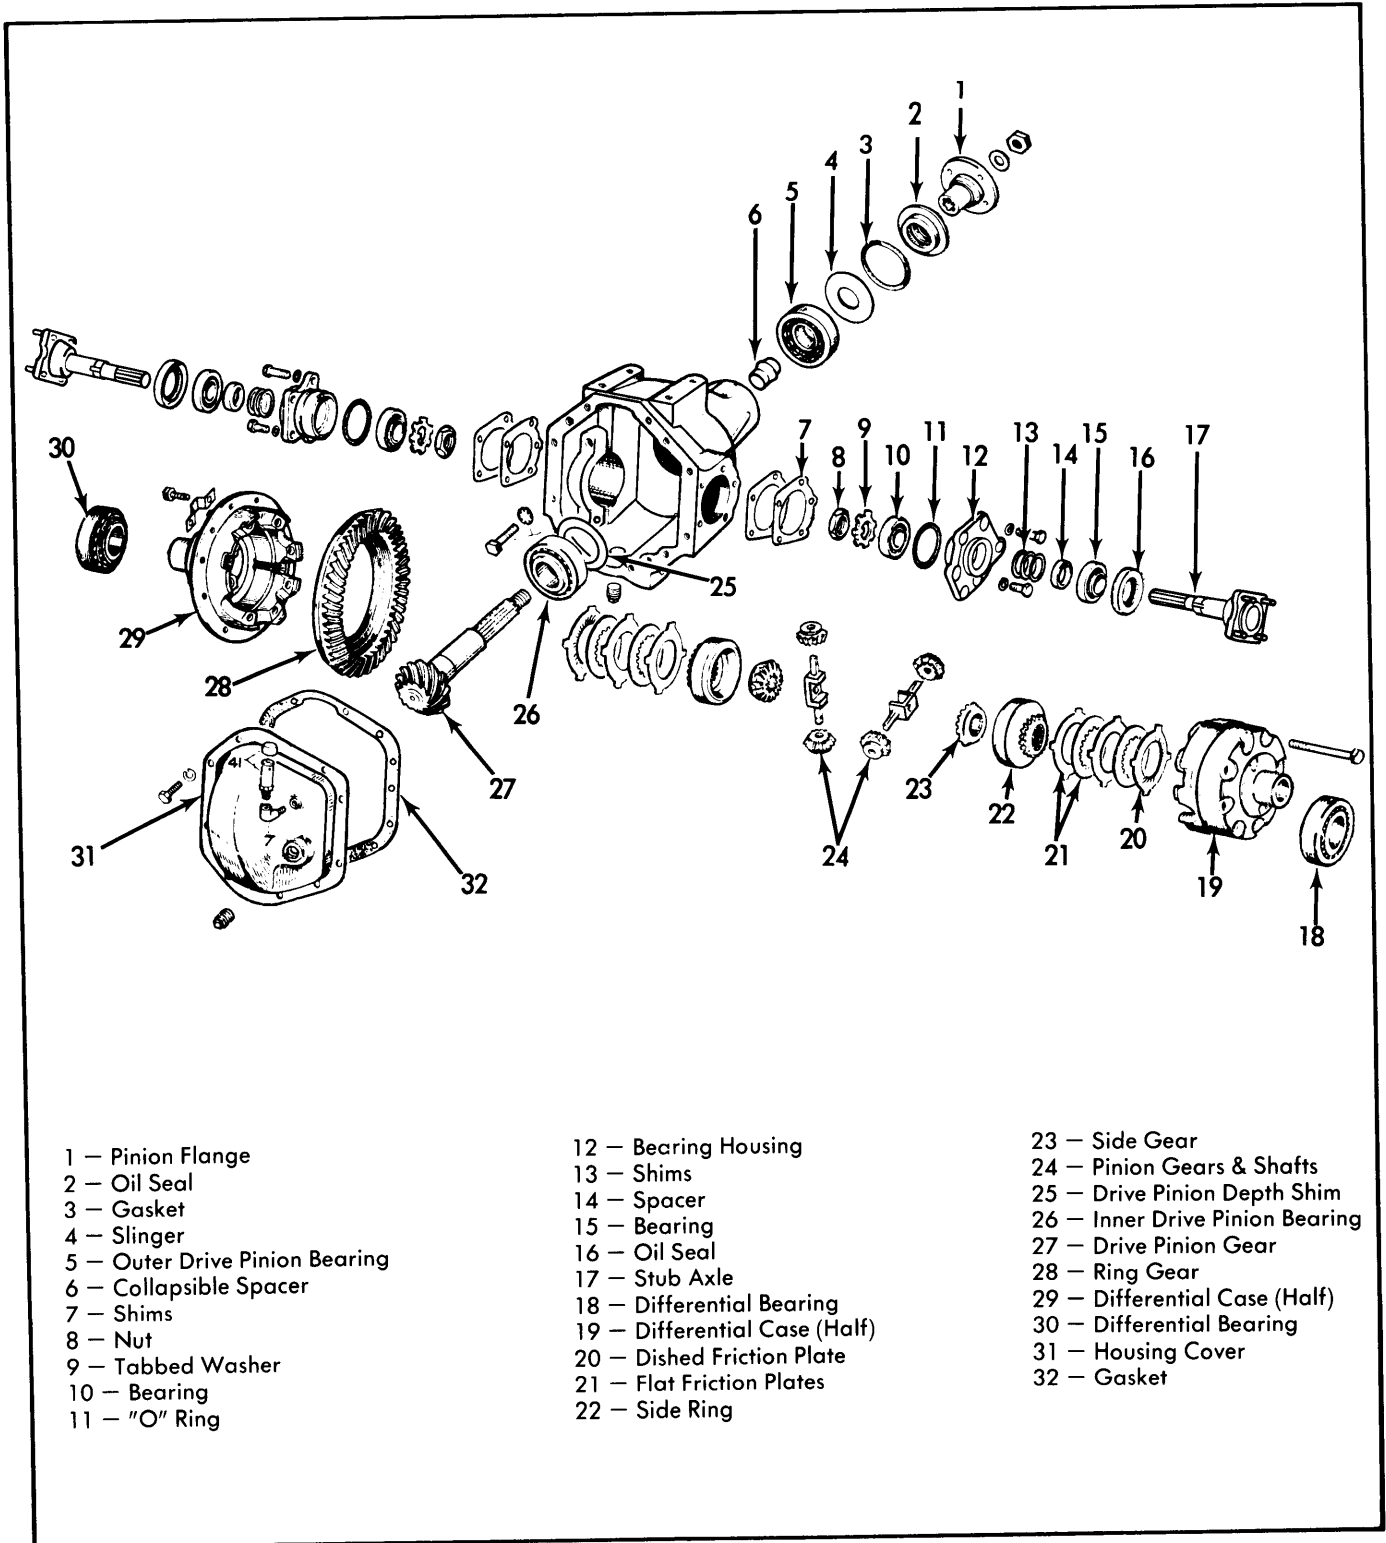 1
2
3
4
5
6
7
8
9
10
11
12
13
14
15
16
17
30
29
28
25
26
27
41
7
31
32
24
23
22
21
20
19
18
1 — Pinion Flange
2 — Oil Seal
3 — Gasket
4 — Slinger
5 — Outer Drive Pinion Bearing
6 — Collapsible Spacer
7 — Shims
8 — Nut
9 — Tabbed Washer
10 — Bearing
11 — "O" Ring
12 — Bearing Housing
13 — Shims
14 — Spacer
15 — Bearing
16 — Oil Seal
17 — Stub Axle
18 — Differential Bearing
19 — Differential Case (Half)
20 — Dished Friction Plate
21 — Flat Friction Plates
22 — Side Ring
23 — Side Gear
24 — Pinion Gears & Shafts
25 — Drive Pinion Depth Shim
26 — Inner Drive Pinion Bearing
27 — Drive Pinion Gear
28 — Ring Gear
29 — Differential Case (Half)
30 — Differential Bearing
31 — Housing Cover
32 — Gasket